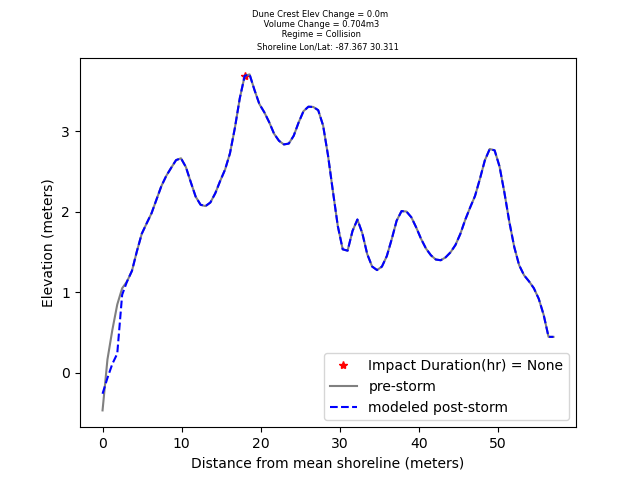 Dune Crest Elev Change = 0.0m
Volume Change = 0.704m3
Regime = Collision
Shoreline Lon/Lat: -87.367 30.311
3
2
1
0
Elevation (meters)
Impact Duration(hr) = None
pre-storm
modeled post-storm
0 10 20 30 40 50
Distance from mean shoreline (meters)